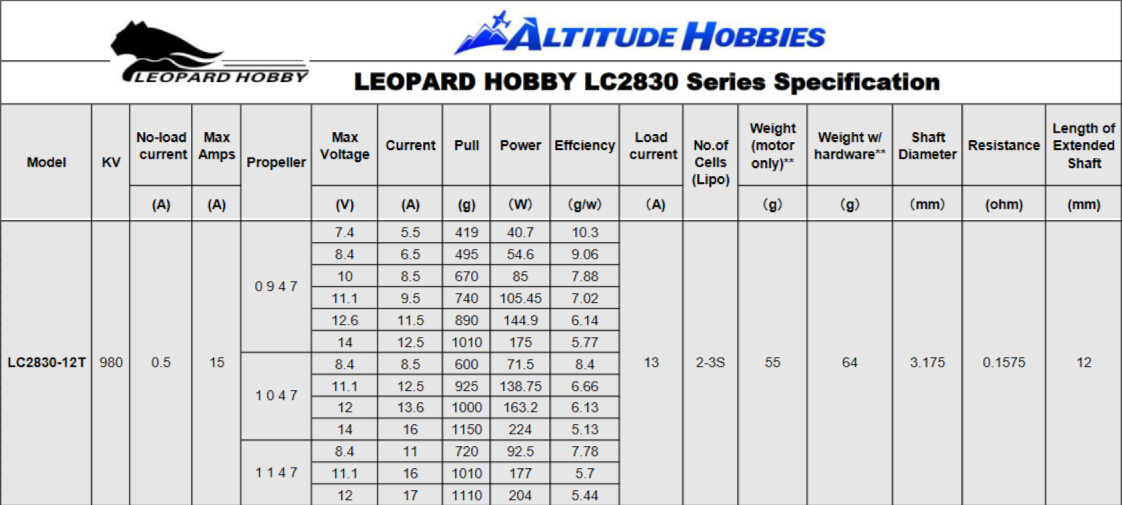 ALTITUDE HOBBIES
LEOPARD HOBBY
LEOPARD HOBBY LC2830 Series Specification
Model KV No-load current Max Amps Propeller Max Voltage Current Pull Power Effciency Load current No.of Cells (Lipo) Weight (motor only)** Weight w/ hardware** Shaft Diameter Resistance Length of Extended Shaft
(A) (A) (V) (A) (g) (W) (g/w) (A) (g) (g) (mm) (ohm) (mm)
LC2830-12T 980 0.5 15 0947 7.4 5.5 419 40.7 10.3 13 2-3S 55 64 3.175 0.1575 12
8.4 6.5 495 54.6 9.06
10 8.5 670 85 7.88
11.1 9.5 740 105.45 7.02
12.6 11.5 890 144.9 6.14
14 12.5 1010 175 5.77
1047 8.4 8.5 600 71.5 8.4
11.1 12.5 925 138.75 6.66
12 13.6 1000 163.2 6.13
14 16 1150 224 5.13
1147 8.4 11 720 92.5 7.78
11.1 16 1010 177 5.7
12 17 1110 204 5.44